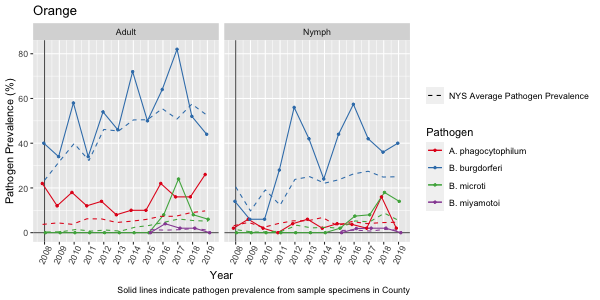 Orange
Adult Nymph
Pathogen Prevalence (%)
80
60
40
20
0
2008 2009 2010 2011 2012 2013 2014 2015 2016 2017 2018 2019 2008 2009 2010 2011 2012 2013 2014 2015 2016 2017 2018 2019
Year
Solid lines indicate pathogen prevalence from sample specimens in County
NYS Average Pathogen Prevalence
Pathogen
A. phagocytophilum
B. burgdorferi
B. microti
B. miyamotoi